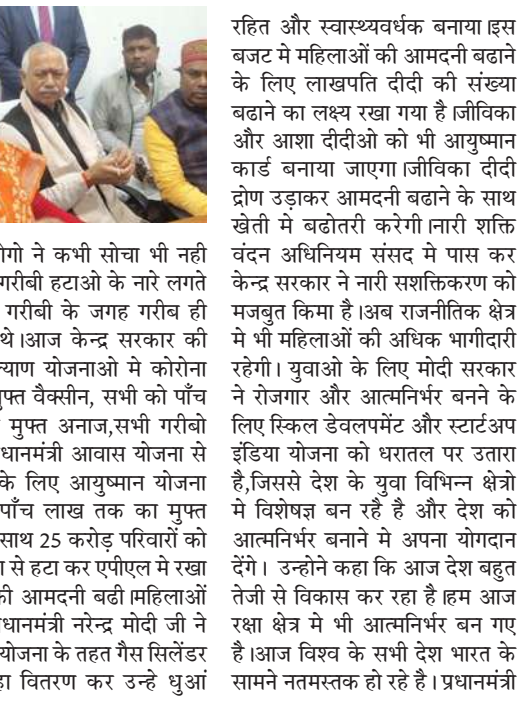 ने कभी सोचा भी नही
गरीबी हटाओ के नारे लगते
गरीबी के जगह गरीब ही
थे।आज केन्द्र सरकार की
योजनाओ मे कोरोना
वैक्सीन, सभी को पाँच
मुफ्त अनाज,सभी गरीबो
आवास योजना से
के लिए आयुष्मान योजना
पाँच लाख तक का मुफ्त
साथ 25 करोड़ परिवारों को
से हटा कर एपीएल मे रखा
की आमदनी बढी।महिलाओं
नरेन्द्र मोदी जी ने
योजना के तहत गैस सिलेंडर
वितरण कर उन्हे धुआं
रहित और स्वास्थ्यवर्धक बनाया।इस
बजट मे महिलाओं की आमदनी बढाने
के लिए लाखपति दीदी की संख्या
बढाने का लक्ष्य रखा गया है।जीविका
और आशा दीदीओ को भी आयुष्मान
कार्ड बनाया जाएगा।जीविका दीदी
द्रोण उड़ाकर आमदनी बढाने के साथ
खेती मे बढोतरी करेगी।नारी शक्ति
वंदन अधिनियम संसद मे पास कर
केन्द्र सरकार ने नारी सशक्तिकरण को
मजबुत किमा है।अब राजनीतिक क्षेत्र
मे भी महिलाओं की अधिक भागीदारी
रहेगी। युवाओ के लिए मोदी सरकार
ने रोजगार और आत्मनिर्भर बनने के
लिए स्किल डेवलपमेंट और स्टार्टअप
इंडिया योजना को धरातल पर उतारा
है,जिससे देश के युवा विभिन्न क्षेत्रो
मे विशेषज्ञ बन रहै है और देश को
आत्मनिर्भर बनाने मे अपना योगदान
देंगे। उन्होने कहा कि आज देश बहुत
तेजी से विकास कर रहा है।हम आज
रक्षा क्षेत्र मे भी आत्मनिर्भर बन गए
है।आज विश्व के सभी देश भारत के
सामने नतमस्तक हो रहे है। प्रधानमंत्री